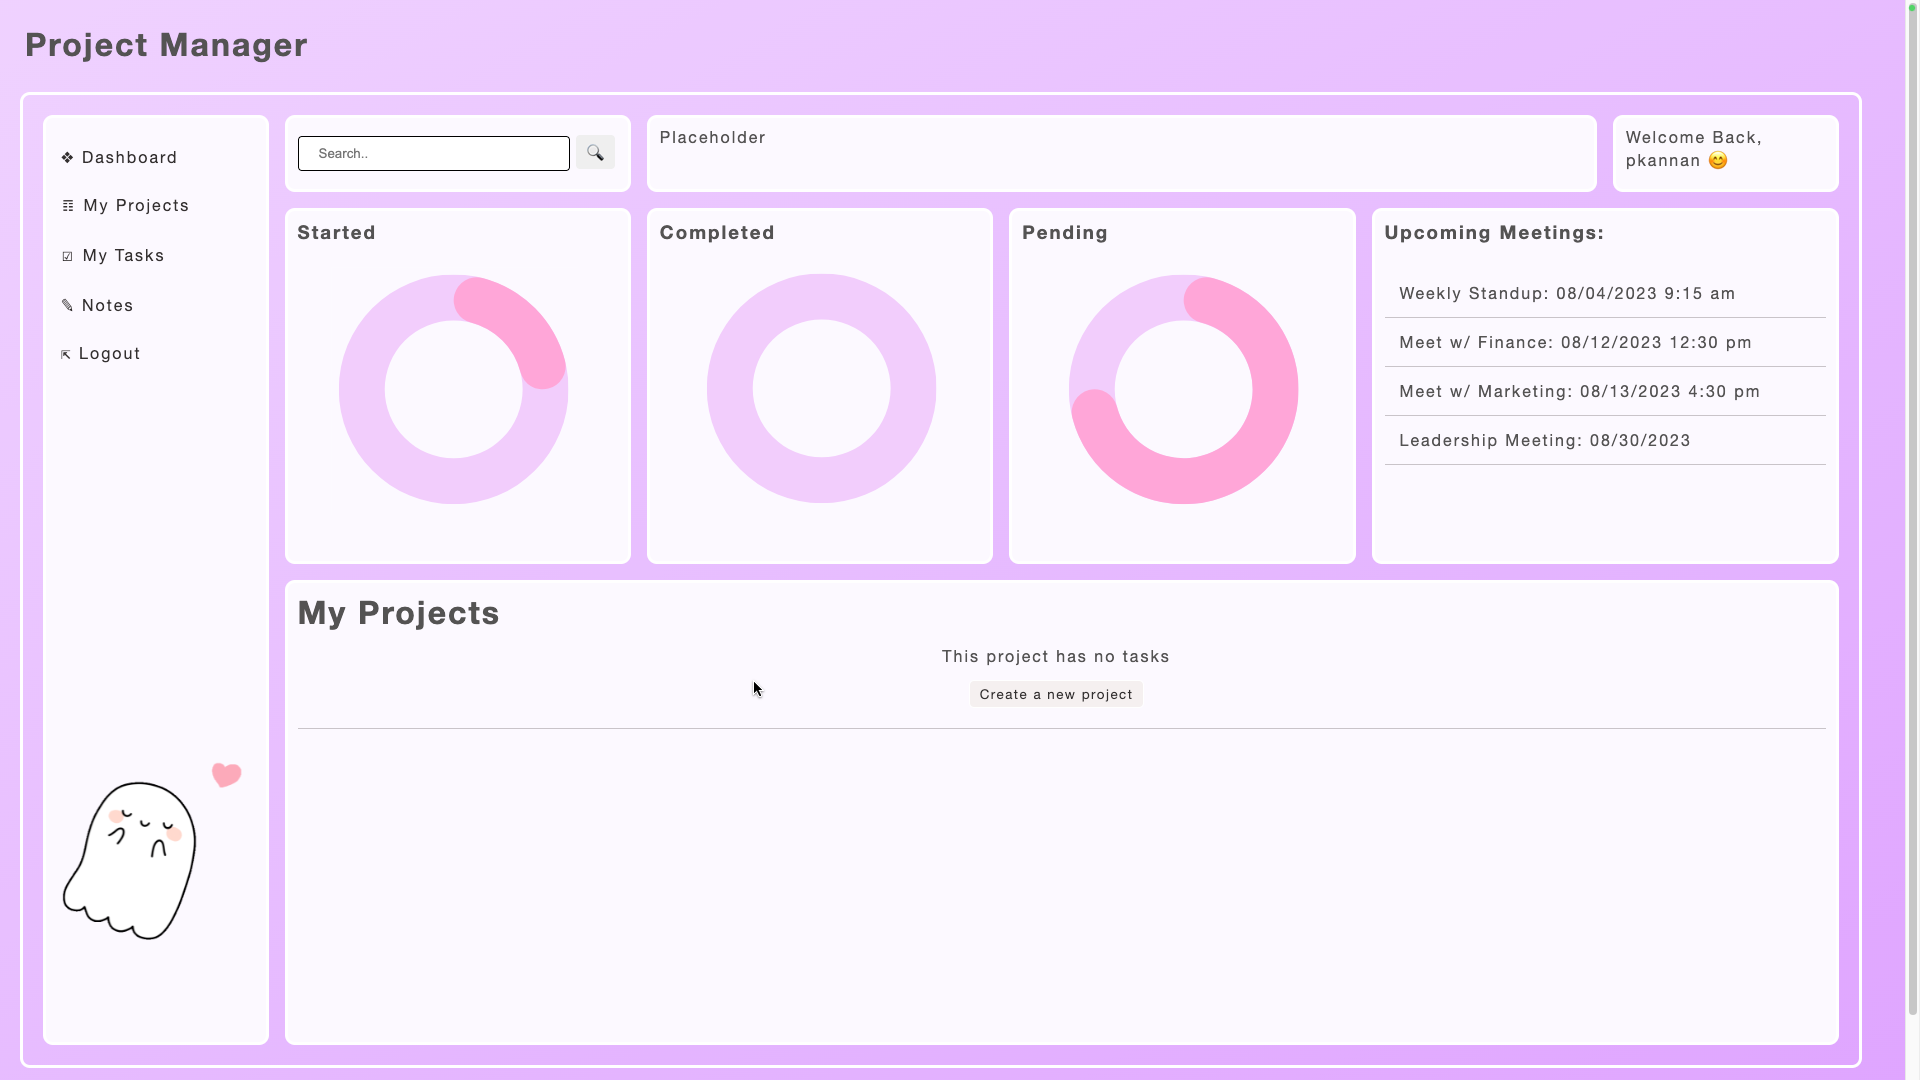 Project Manager
❖ Dashboard
My Projects
My Tasks
Notes
Logout
Search..
Placeholder
Welcome Back,
pkannan 😊
Started
Completed
Pending
Upcoming Meetings:
Weekly Standup: 08/04/2023 9:15 am
Meet w/ Finance: 08/12/2023 12:30 pm
Meet w/ Marketing: 08/13/2023 4:30 pm
Leadership Meeting: 08/30/2023
My Projects
This project has no tasks
Create a new project